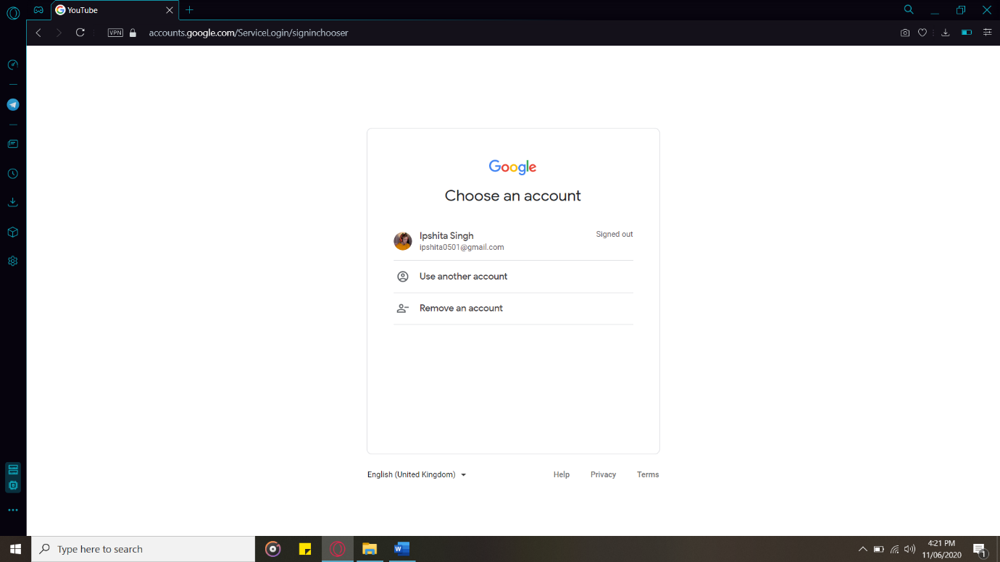 YouTube
VPN
accounts.google.com/ServiceLogin/signinchooser
Google
Choose an account
Ipshita Singh
Signed out
ipshita0501@gmail.com
Use another account
Remove an account
English (United Kingdom)
Help
Privacy
Terms
Type here to search
W
4:21 PM
11/06/2020
1